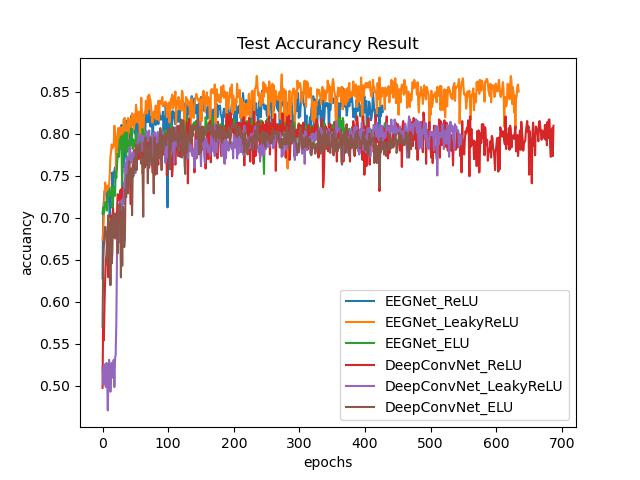 Test Accurancy Result
accuancy
0.85
0.80
0.75
0.70
0.65
0.60
0.55
0.50
EEGNet_ReLU
EEGNet_LeakyReLU
EEGNet_ELU
DeepConvNet_ReLU
DeepConvNet_LeakyReLU
DeepConvNet_ELU
0 100 200 300 400 500 600 700
epochs